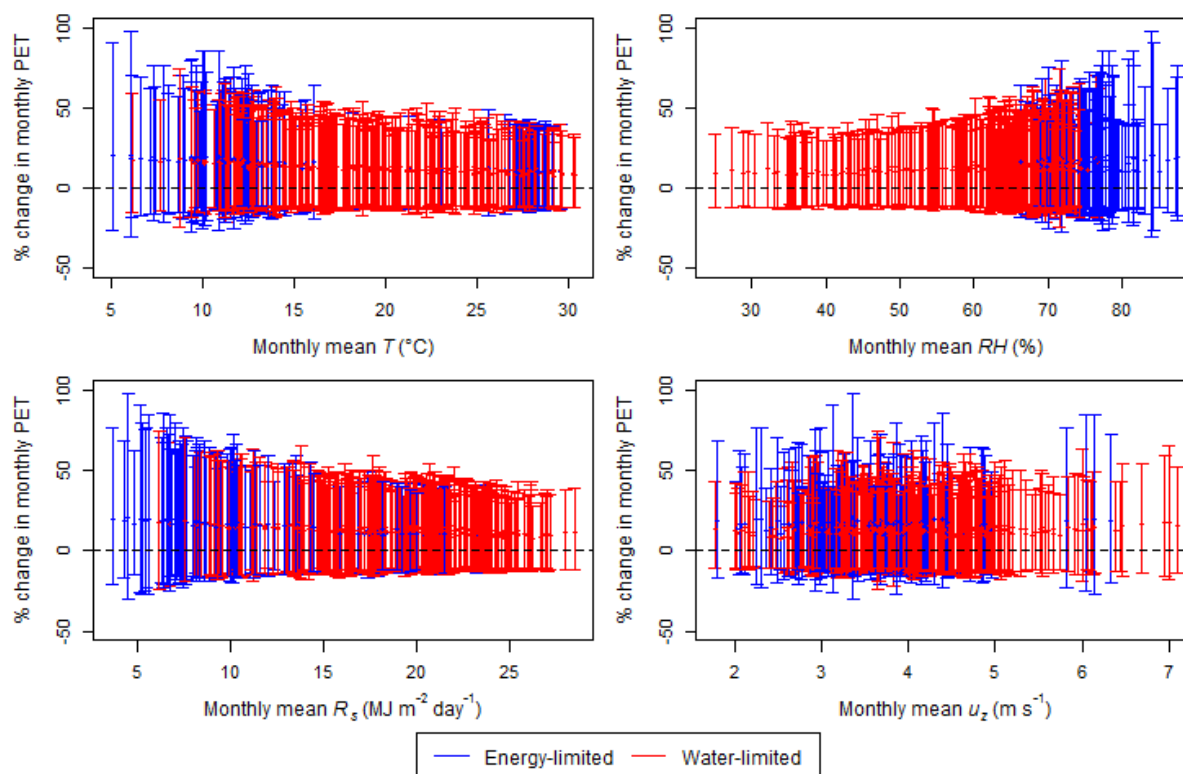 % change in monthly PET
100
50
0
-50
5 10 15 20 25 30
Monthly mean T (°C)
% change in monthly PET
100
50
0
-50
30 40 50 60 70 80
Monthly mean RH (%)
% change in monthly PET
100
50
0
-50
5 10 15 20 25
Monthly mean Rs (MJ m⁻² day⁻¹)
% change in monthly PET
100
50
0
-50
2 3 4 5 6 7
Monthly mean uz (m s⁻¹)
Energy-limited Water-limited